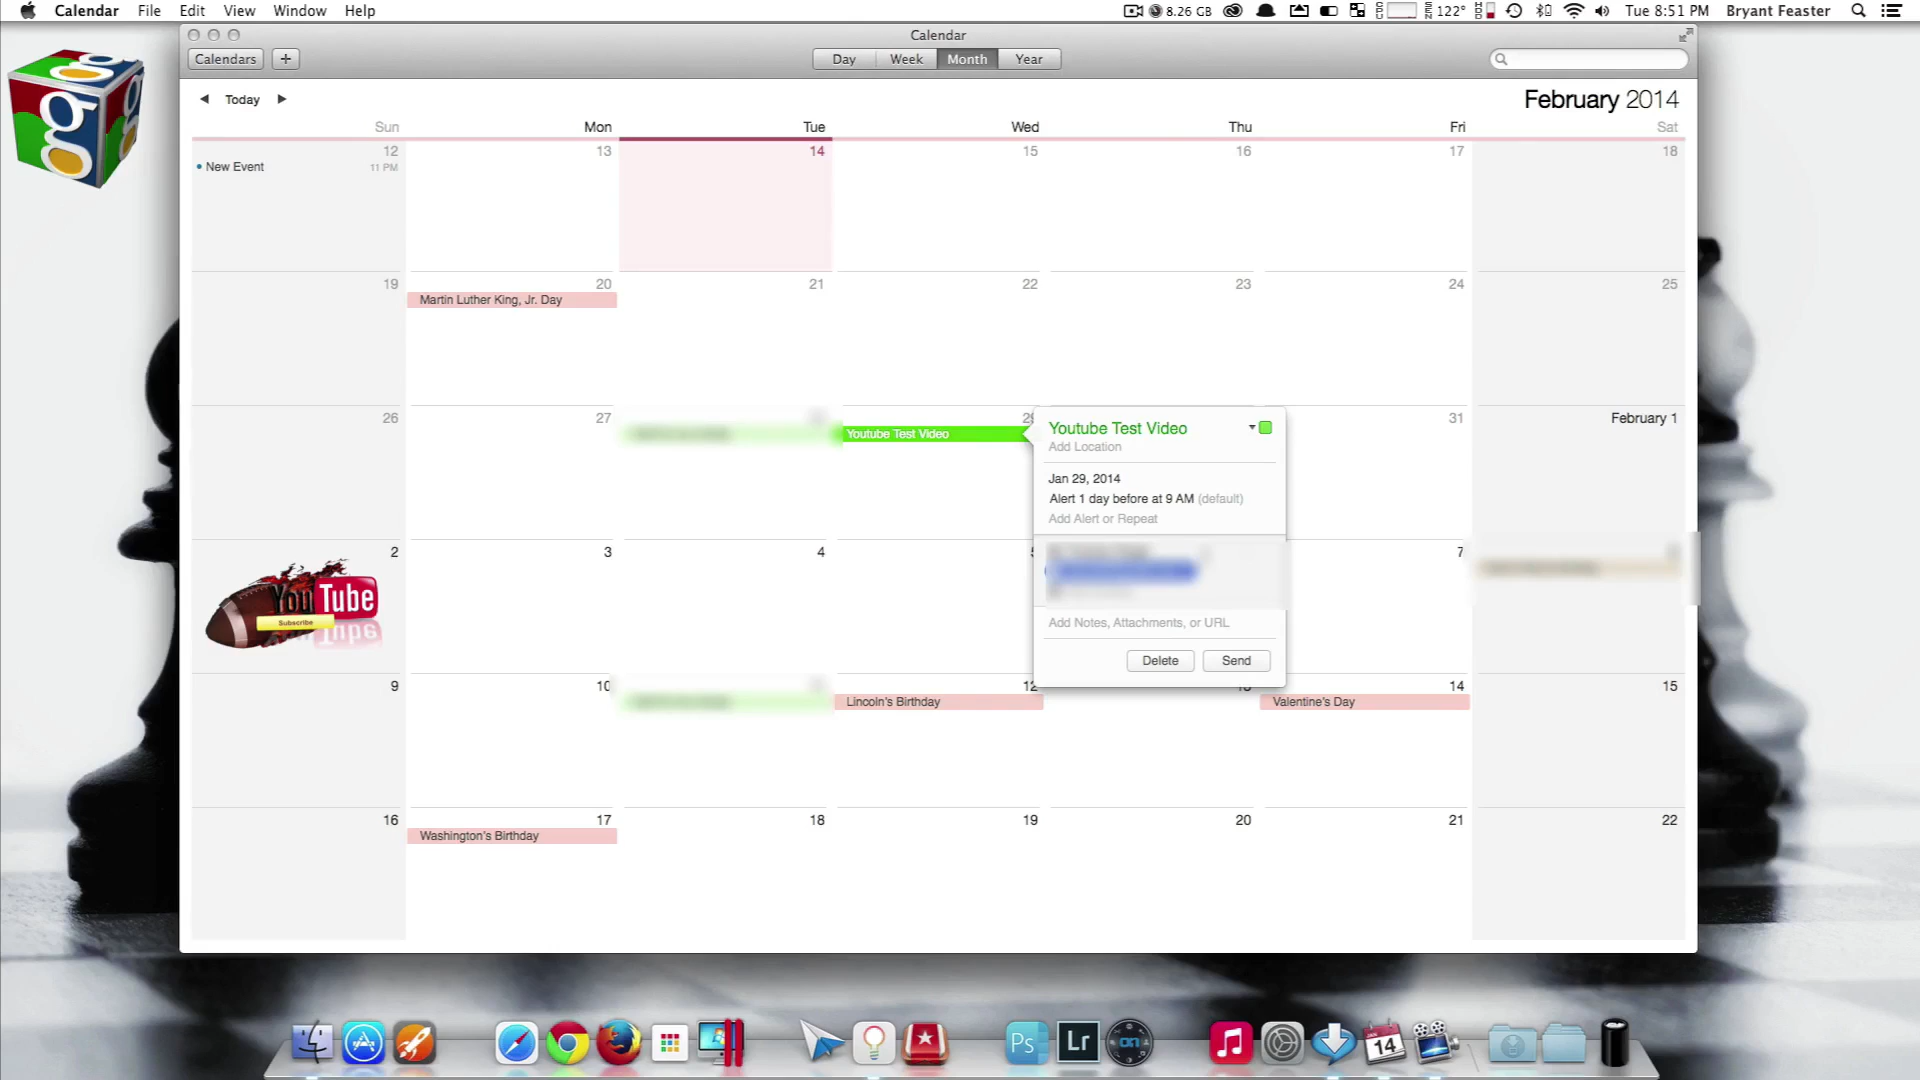 Calendar File Edit View Window Help
8.26 GB 122° Tue 8:51 PM Bryant Feaster
Calendar
Calendars + Day Week Month Year
Today
February 2014
Sun Mon Tue Wed Thu Fri Sat
12 13 14 15 16 17 18
New Event 11 PM
19 20 21 22 23 24 25
Martin Luther King, Jr. Day
26 27 29 31 February 1
Youtube Test Video
Youtube Test Video
Add Location
Jan 29, 2014
Alert 1 day before at 9 AM (default)
Add Alert or Repeat
Add Notes, Attachments, or URL
Delete Send
2 3 4 7
YouTube
Subscribe
9 10 12 14 15
Lincoln's Birthday Valentine's Day
16 17 18 19 20 21 22
Washington's Birthday
Ps Lr on 14